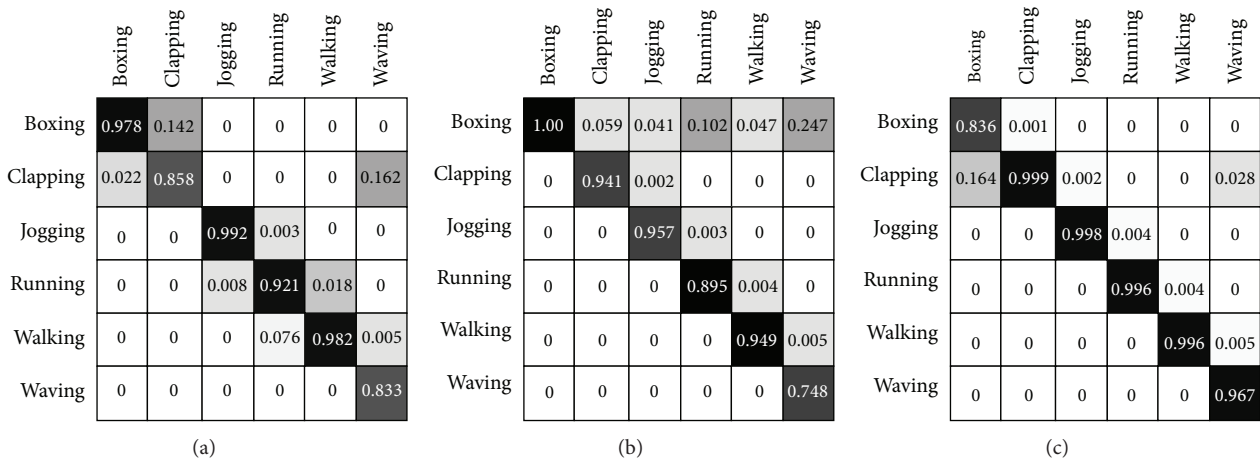 Boxing Clapping Jogging Running Walking Waving
Boxing 0.978 0.142 0 0 0 0
Clapping 0.022 0.858 0 0 0 0.162
Jogging 0 0 0.992 0.003 0 0
Running 0 0 0.008 0.921 0.018 0
Walking 0 0 0 0.076 0.982 0.005
Waving 0 0 0 0 0 0.833
(a)
Boxing Clapping Jogging Running Walking Waving
Boxing 1.00 0.059 0.041 0.102 0.047 0.247
Clapping 0 0.941 0.002 0 0 0
Jogging 0 0 0.957 0.003 0 0
Running 0 0 0 0.895 0.004 0
Walking 0 0 0 0 0.949 0.005
Waving 0 0 0 0 0 0.748
(b)
Boxing Clapping Jogging Running Walking Waving
Boxing 0.836 0.001 0 0 0 0
Clapping 0.164 0.999 0.002 0 0 0.028
Jogging 0 0 0.998 0.004 0 0
Running 0 0 0 0.996 0.004 0
Walking 0 0 0 0 0.996 0.005
Waving 0 0 0 0 0 0.967
(c)